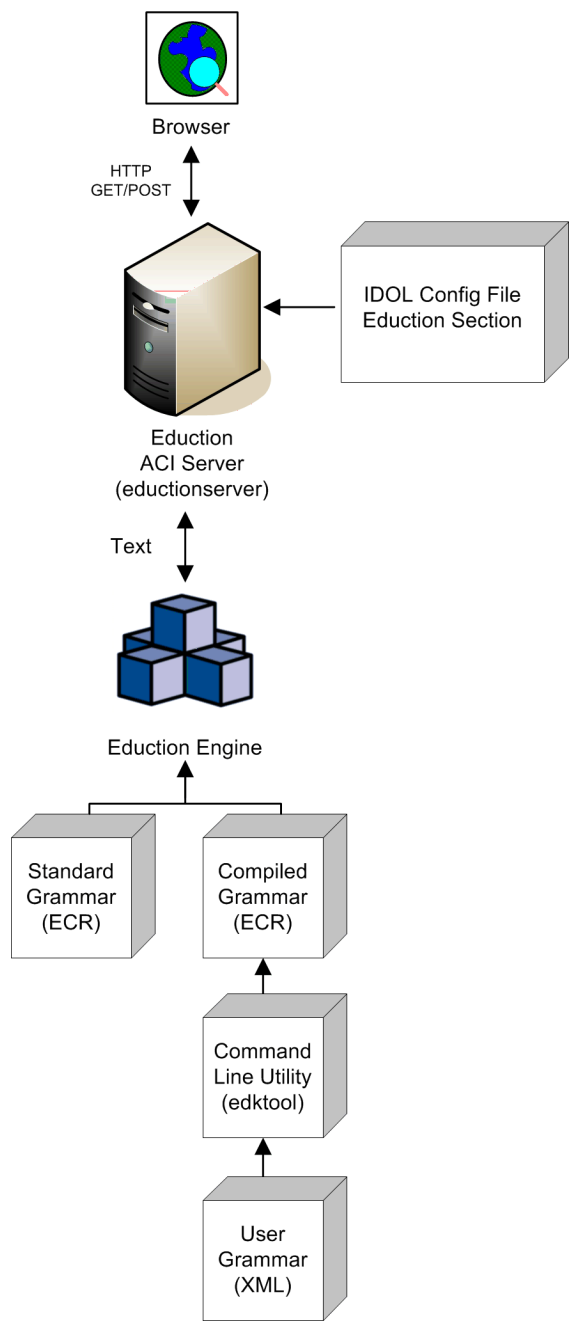 Browser
HTTP
GET/POST
IDOL Config File
Eduction Section
Eduction
ACI Server
(eductionserver)
Text
Eduction Engine
Standard
Grammar
(ECR)
Compiled
Grammar
(ECR)
Command
Line Utility
(edktool)
User
Grammar
(XML)